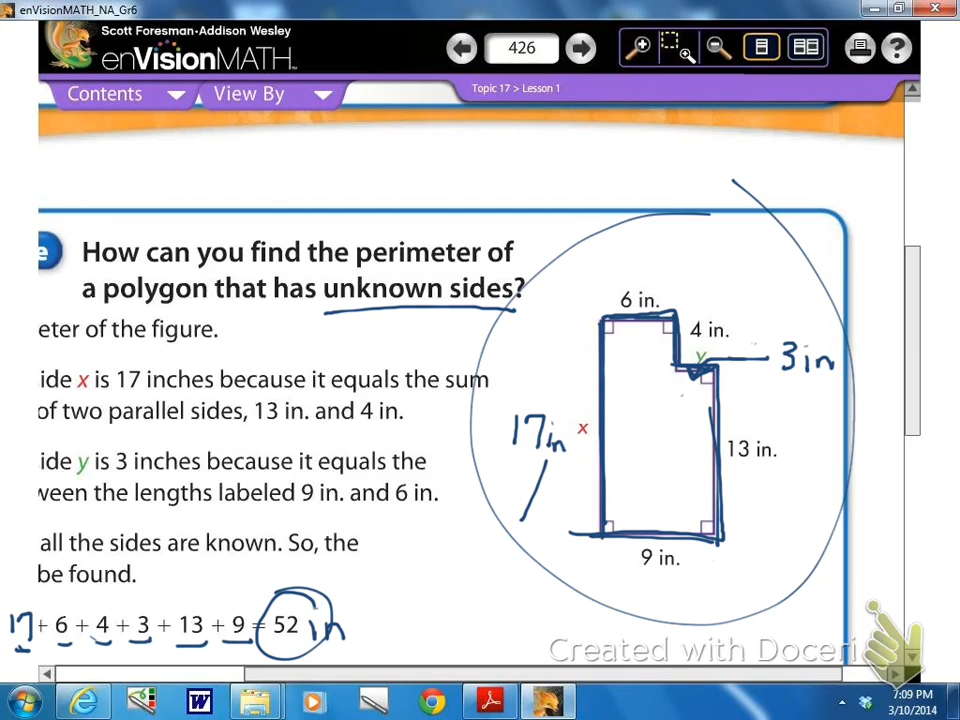 enVisionMATH_NA_Gr6
Scott Foresman·Addison Wesley
enVisionMATH™
426
Contents
View By
Topic 17 > Lesson 1
e
How can you find the perimeter of
a polygon that has unknown sides?
eter of the figure.
ide x is 17 inches because it equals the sum
of two parallel sides, 13 in. and 4 in.
ide y is 3 inches because it equals the
ween the lengths labeled 9 in. and 6 in.
all the sides are known. So, the
be found.
17 + 6 + 4 + 3 + 13 + 9 = 52 in
6 in.
4 in.
y
3 in
17 in
x
13 in.
9 in.
Created with Doceri
7:09 PM
3/10/2014